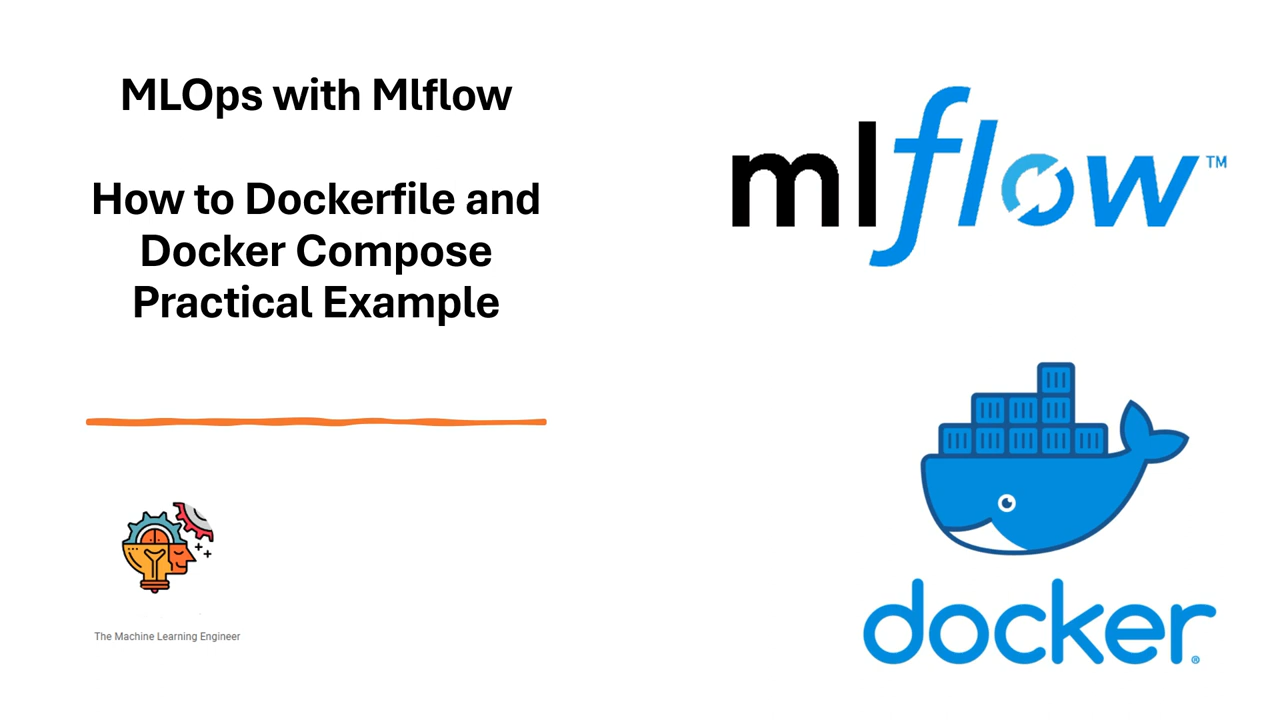 MLOps with Mlflow
How to Dockerfile and
Docker Compose
Practical Example
mlflow™
The Machine Learning Engineer
docker®